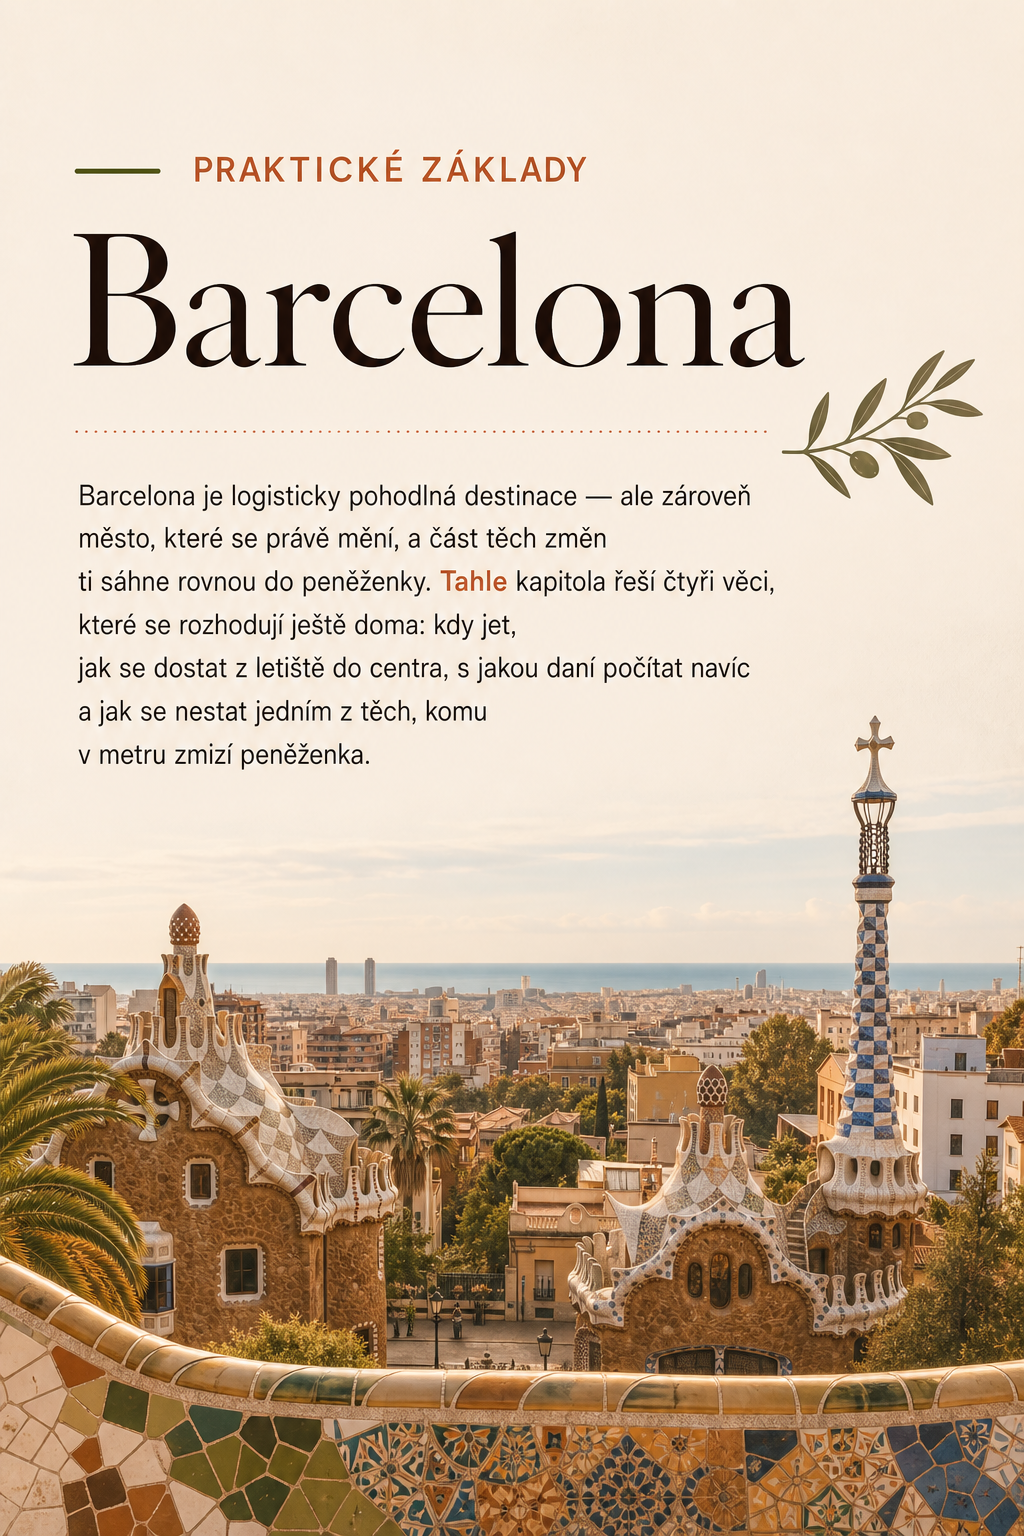 PRAKTICKÉ ZÁKLADY
Barcelona
Barcelona je logisticky pohodlná destinace — ale zároveň
město, které se právě mění, a část těch změn
ti sáhne rovnou do peněženky. Tahle kapitola řeší čtyři věci,
které se rozhodují ještě doma: kdy jet,
jak se dostat z letiště do centra, s jakou daní počítat navíc
a jak se nestat jedním z těch, komu
v metru zmizí peněženka.